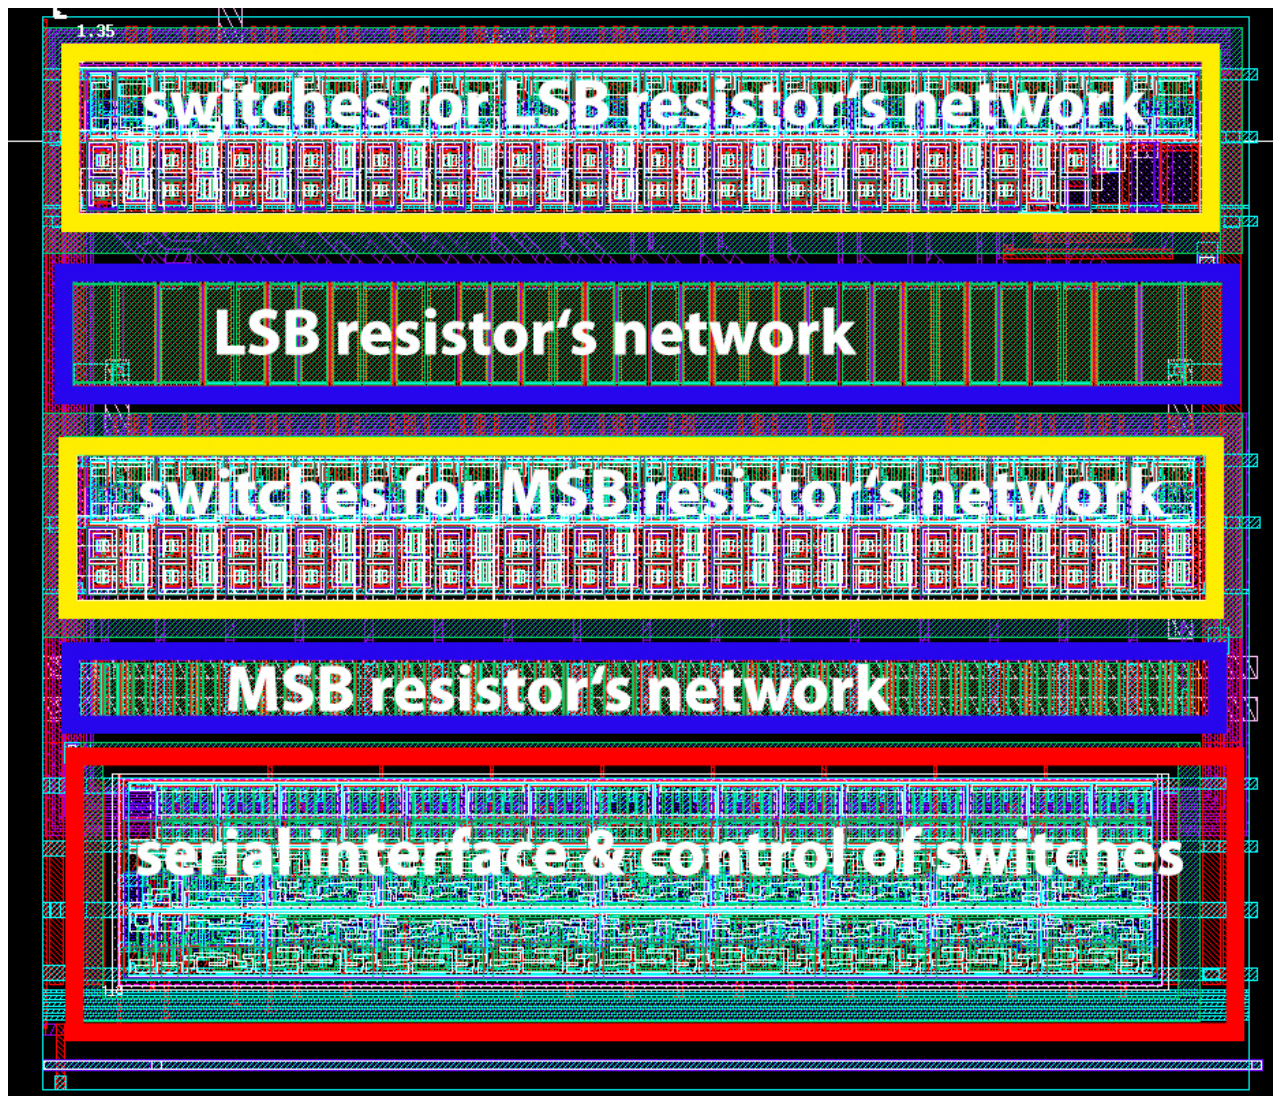 1.35
switches for LSB resistor‘s network
LSB resistor‘s network
switches for MSB resistor‘s network
MSB resistor‘s network
serial interface & control of switches